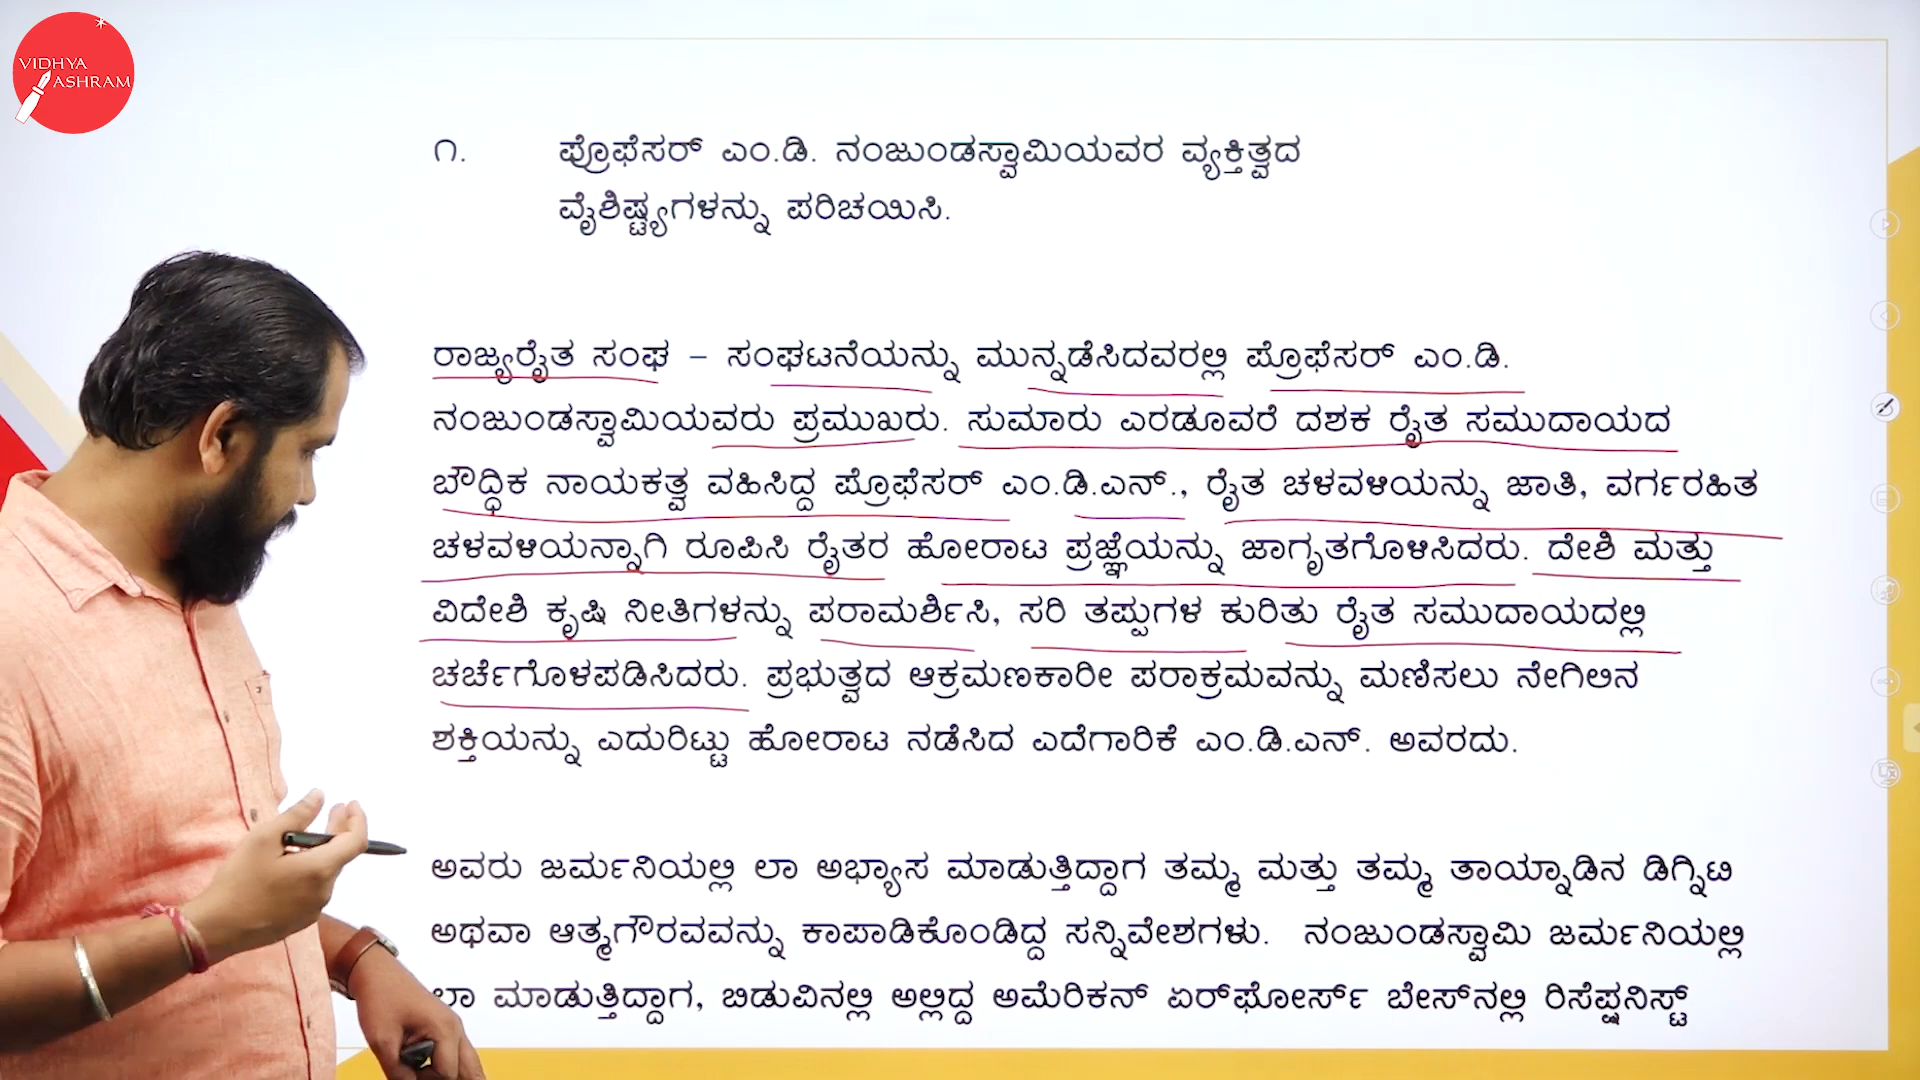 VIDHYA
ASHRAM
೧. ಪ್ರೊಫೆಸರ್ ಎಂ.ಡಿ. ನಂಜುಂಡಸ್ವಾಮಿಯವರ ವ್ಯಕ್ತಿತ್ವದ
ವೈಶಿಷ್ಟ್ಯಗಳನ್ನು ಪರಿಚಯಿಸಿ.
ರಾಜ್ಯರೈತ ಸಂಘ – ಸಂಘಟನೆಯನ್ನು ಮುನ್ನಡೆಸಿದವರಲ್ಲಿ ಪ್ರೊಫೆಸರ್ ಎಂ.ಡಿ.
ನಂಜುಂಡಸ್ವಾಮಿಯವರು ಪ್ರಮುಖರು. ಸುಮಾರು ಎರಡೂವರೆ ದಶಕ ರೈತ ಸಮುದಾಯದ
ಬೌದ್ಧಿಕ ನಾಯಕತ್ವ ವಹಿಸಿದ್ದ ಪ್ರೊಫೆಸರ್ ಎಂ.ಡಿ.ಎನ್., ರೈತ ಚಳವಳಿಯನ್ನು ಜಾತಿ, ವರ್ಗರಹಿತ
ಚಳವಳಿಯನ್ನಾಗಿ ರೂಪಿಸಿ ರೈತರ ಹೋರಾಟ ಪ್ರಜ್ಞೆಯನ್ನು ಜಾಗೃತಗೊಳಿಸಿದರು. ದೇಶಿ ಮತ್ತು
ವಿದೇಶಿ ಕೃಷಿ ನೀತಿಗಳನ್ನು ಪರಾಮರ್ಶಿಸಿ, ಸರಿ ತಪ್ಪುಗಳ ಕುರಿತು ರೈತ ಸಮುದಾಯದಲ್ಲಿ
ಚರ್ಚೆಗೊಳಪಡಿಸಿದರು. ಪ್ರಭುತ್ವದ ಆಕ್ರಮಣಕಾರೀ ಪರಾಕ್ರಮವನ್ನು ಮಣಿಸಲು ನೇಗಿಲಿನ
ಶಕ್ತಿಯನ್ನು ಎದುರಿಟ್ಟು ಹೋರಾಟ ನಡೆಸಿದ ಎದೆಗಾರಿಕೆ ಎಂ.ಡಿ.ಎನ್. ಅವರದು.
ಅವರು ಜರ್ಮನಿಯಲ್ಲಿ ಲಾ ಅಭ್ಯಾಸ ಮಾಡುತ್ತಿದ್ದಾಗ ತಮ್ಮ ಮತ್ತು ತಮ್ಮ ತಾಯ್ನಾಡಿನ ಡಿಗ್ನಿಟಿ
ಅಥವಾ ಆತ್ಮಗೌರವವನ್ನು ಕಾಪಾಡಿಕೊಂಡಿದ್ದ ಸನ್ನಿವೇಶಗಳು. ನಂಜುಂಡಸ್ವಾಮಿ ಜರ್ಮನಿಯಲ್ಲಿ
ಲಾ ಮಾಡುತ್ತಿದ್ದಾಗ, ಬಿಡುವಿನಲ್ಲಿ ಅಲ್ಲಿದ್ದ ಅಮೆರಿಕನ್ ಏರ್‌ಫೋರ್ಸ್ ಬೇಸ್‌ನಲ್ಲಿ ರಿಸೆಪ್ಷನಿಸ್ಟ್